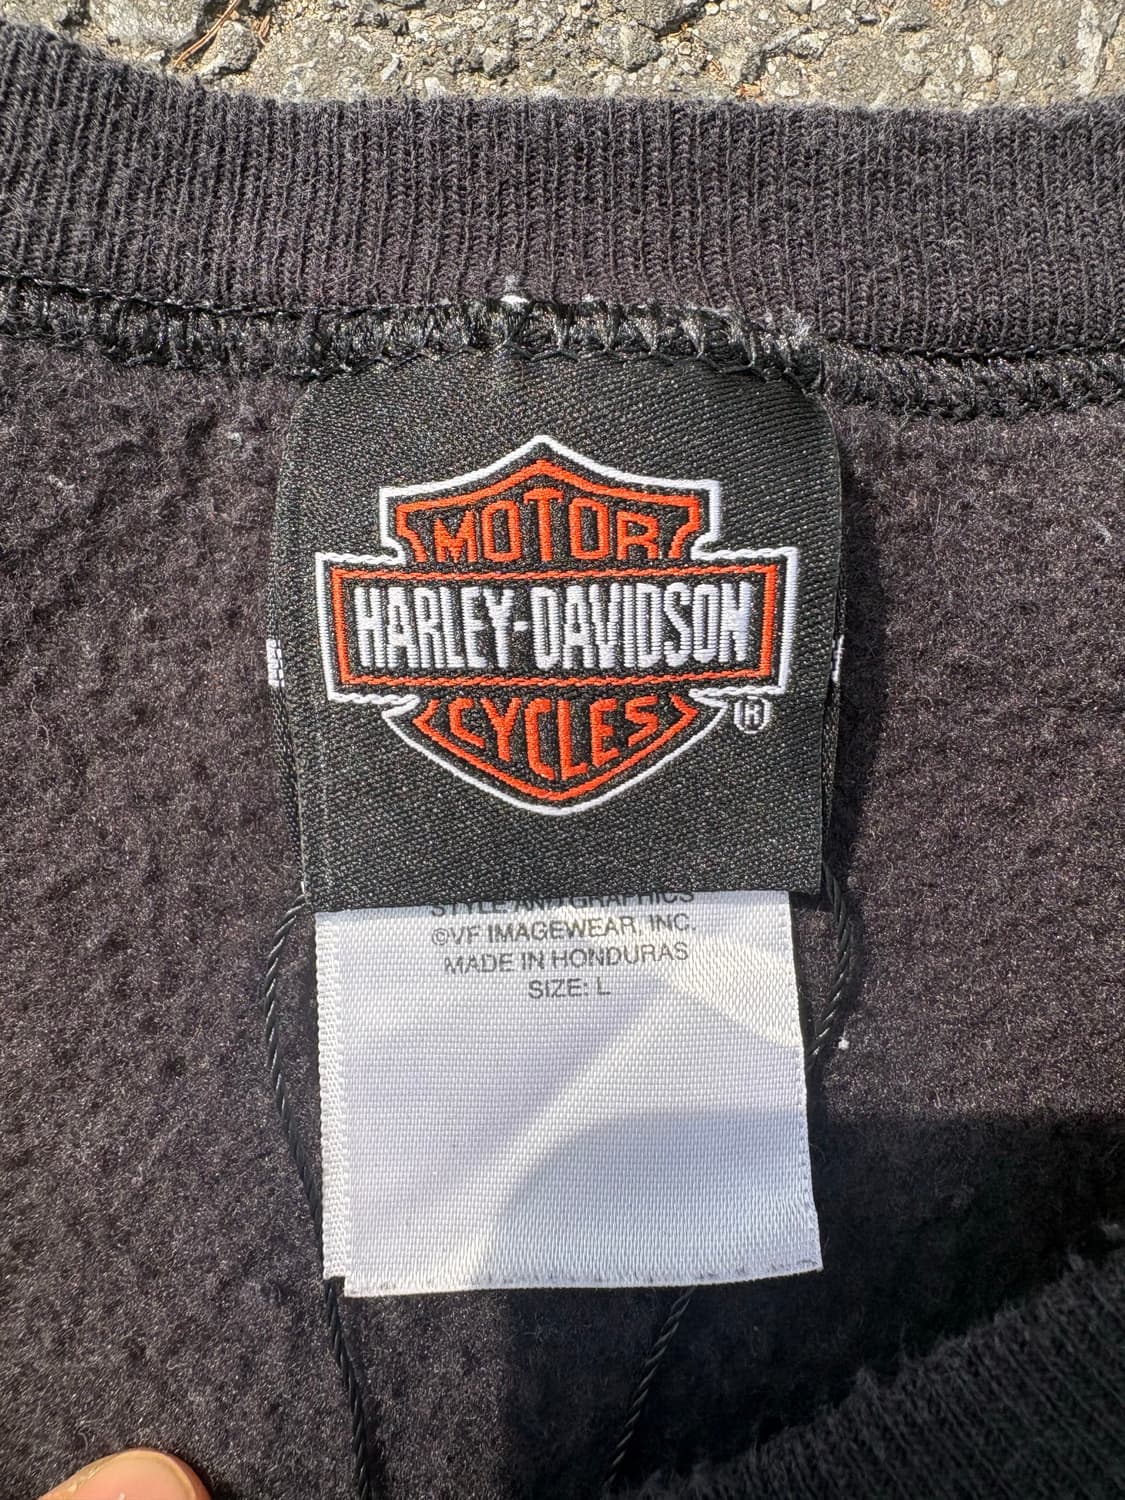 MOTOR
HARLEY-DAVIDSON
CYCLES
®
STYLE AND GRAPHICS
©VF IMAGEWEAR, INC.
MADE IN HONDURAS
SIZE: L